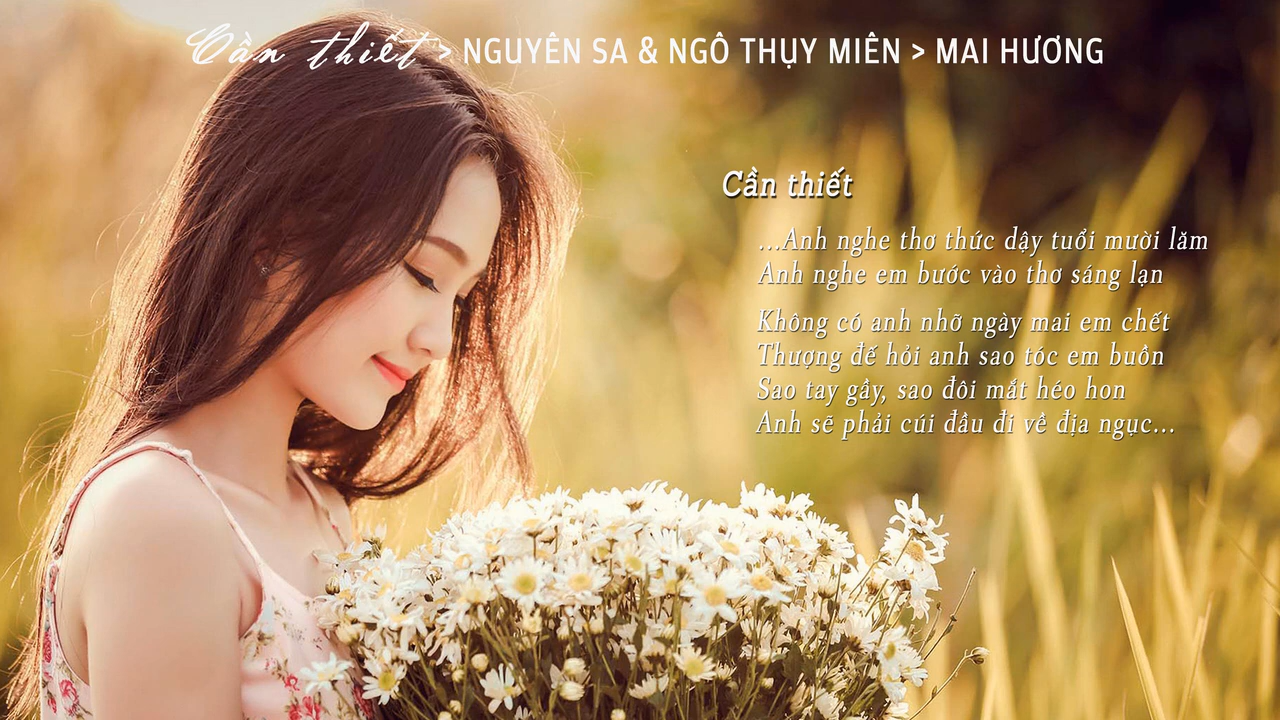 Cần thiết > NGUYÊN SA & NGÔ THỤY MIÊN > MAI HƯƠNG
Cần thiết
...Anh nghe thơ thức dậy tuổi mười lăm
Anh nghe em bước vào thơ sáng lạn
Không có anh nhỡ ngày mai em chết
Thượng đế hỏi anh sao tóc em buồn
Sao tay gầy, sao đôi mắt héo hon
Anh sẽ phải cúi đầu đi về địa ngục...